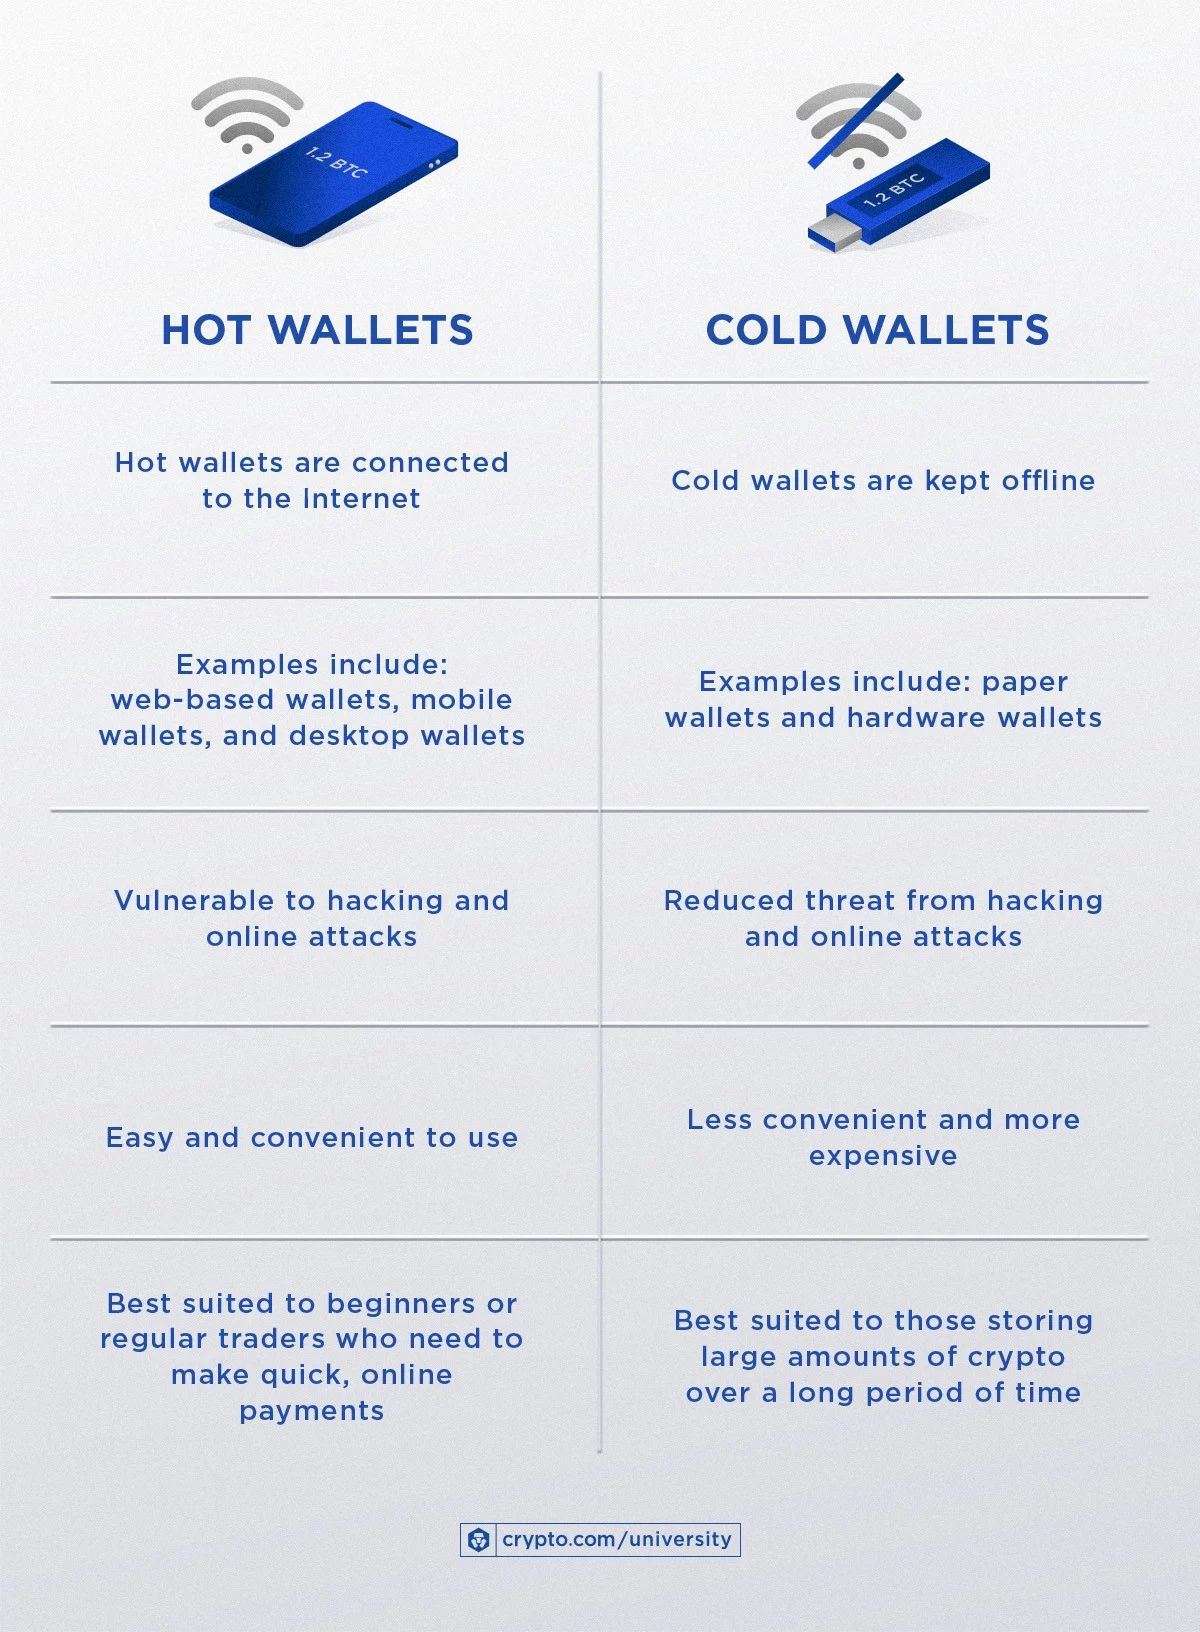 1.2 BTC
1.2 BTC
HOT WALLETS
COLD WALLETS
Hot wallets are connected
to the Internet
Cold wallets are kept offline
Examples include:
web-based wallets, mobile
wallets, and desktop wallets
Examples include: paper
wallets and hardware wallets
Vulnerable to hacking and
online attacks
Reduced threat from hacking
and online attacks
Easy and convenient to use
Less convenient and more
expensive
Best suited to beginners or
regular traders who need to
make quick, online
payments
Best suited to those storing
large amounts of crypto
over a long period of time
crypto.com/university